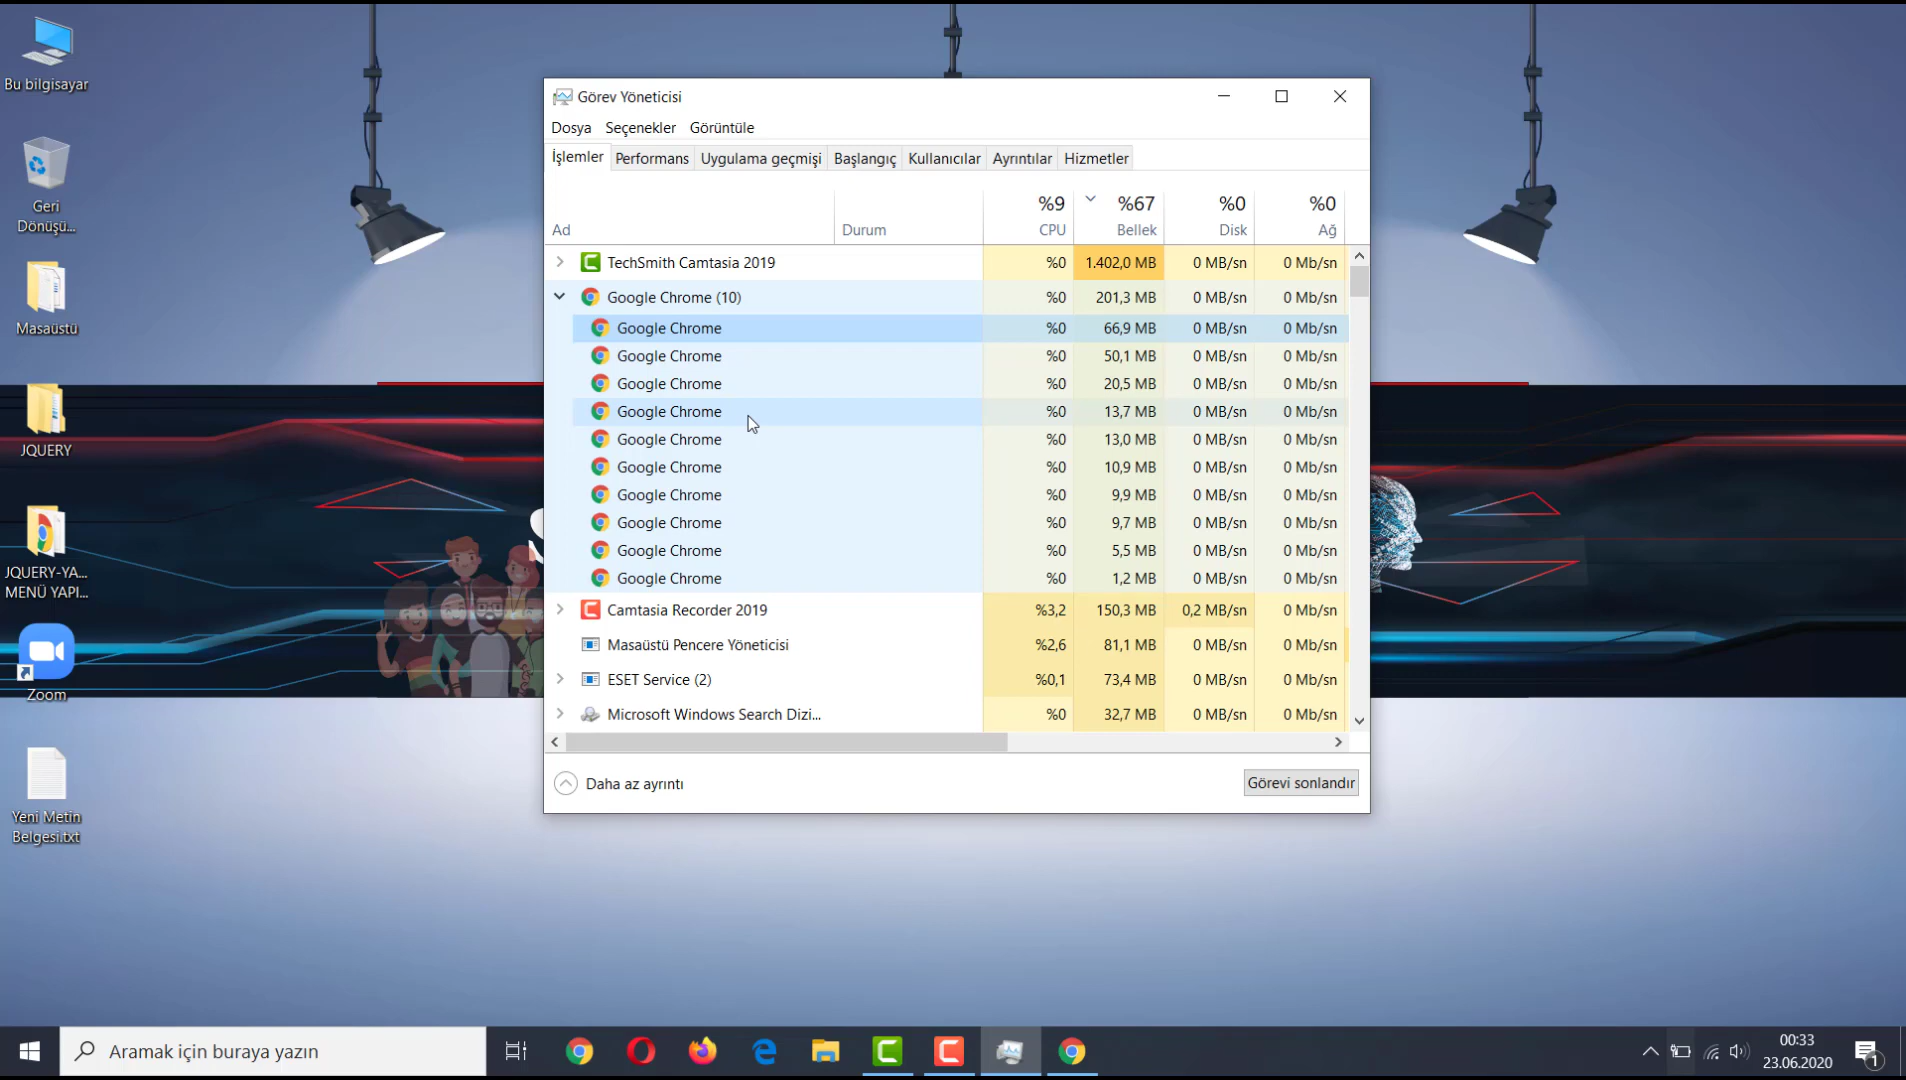 Bu bilgisayar
Geri
Dönüşü...
Masaüstü
JQUERY
JQUERY-YA...
MENÜ YAPI...
Zoom
Yeni Metin
Belgesi.txt
Görev Yöneticisi
Dosya Seçenekler Görüntüle
İşlemler Performans Uygulama geçmişi Başlangıç Kullanıcılar Ayrıntılar Hizmetler
%9 %67 %0 %0
Ad Durum CPU Bellek Disk Ağ
TechSmith Camtasia 2019 %0 1.402,0 MB 0 MB/sn 0 Mb/sn
Google Chrome (10) %0 201,3 MB 0 MB/sn 0 Mb/sn
Google Chrome %0 66,9 MB 0 MB/sn 0 Mb/sn
Google Chrome %0 50,1 MB 0 MB/sn 0 Mb/sn
Google Chrome %0 20,5 MB 0 MB/sn 0 Mb/sn
Google Chrome %0 13,7 MB 0 MB/sn 0 Mb/sn
Google Chrome %0 13,0 MB 0 MB/sn 0 Mb/sn
Google Chrome %0 10,9 MB 0 MB/sn 0 Mb/sn
Google Chrome %0 9,9 MB 0 MB/sn 0 Mb/sn
Google Chrome %0 9,7 MB 0 MB/sn 0 Mb/sn
Google Chrome %0 5,5 MB 0 MB/sn 0 Mb/sn
Google Chrome %0 1,2 MB 0 MB/sn 0 Mb/sn
Camtasia Recorder 2019 %3,2 150,3 MB 0,2 MB/sn 0 Mb/sn
Masaüstü Pencere Yöneticisi %2,6 81,1 MB 0 MB/sn 0 Mb/sn
ESET Service (2) %0,1 73,4 MB 0 MB/sn 0 Mb/sn
Microsoft Windows Search Dizi... %0 32,7 MB 0 MB/sn 0 Mb/sn
Daha az ayrıntı
Görevi sonlandır
Aramak için buraya yazın
00:33
23.06.2020
1